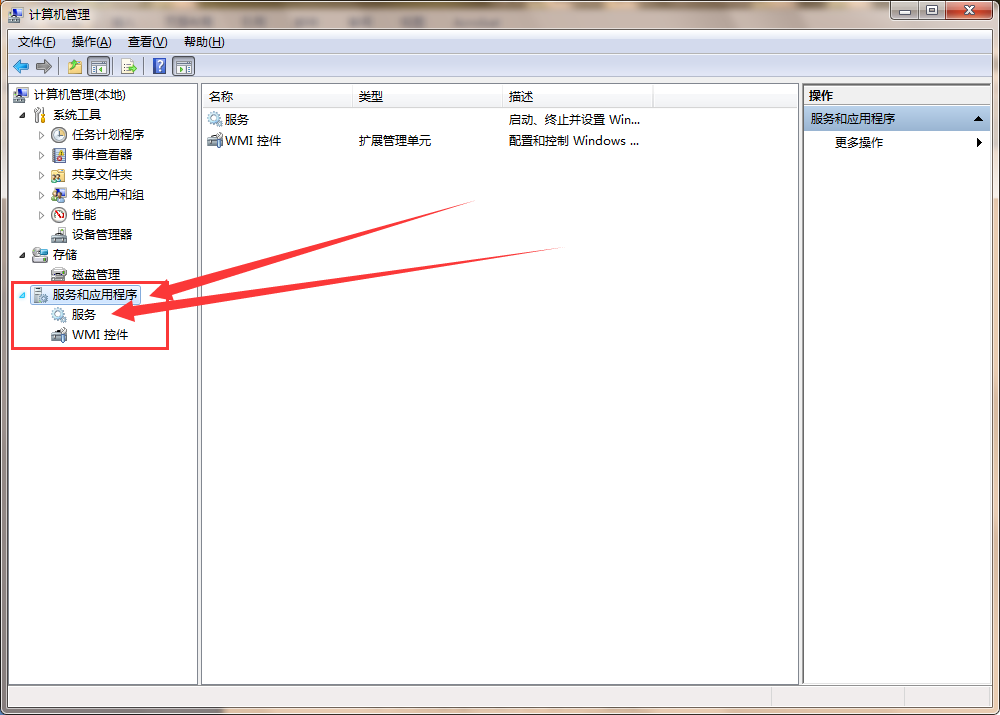 计算机管理
文件(F) 操作(A) 查看(V) 帮助(H)
计算机管理(本地)
系统工具
任务计划程序
事件查看器
共享文件夹
本地用户和组
性能
设备管理器
存储
磁盘管理
服务和应用程序
服务
WMI 控件
名称 类型 描述
服务 启动、终止并设置 Win...
WMI 控件 扩展管理单元 配置和控制 Windows ...
操作
服务和应用程序
更多操作